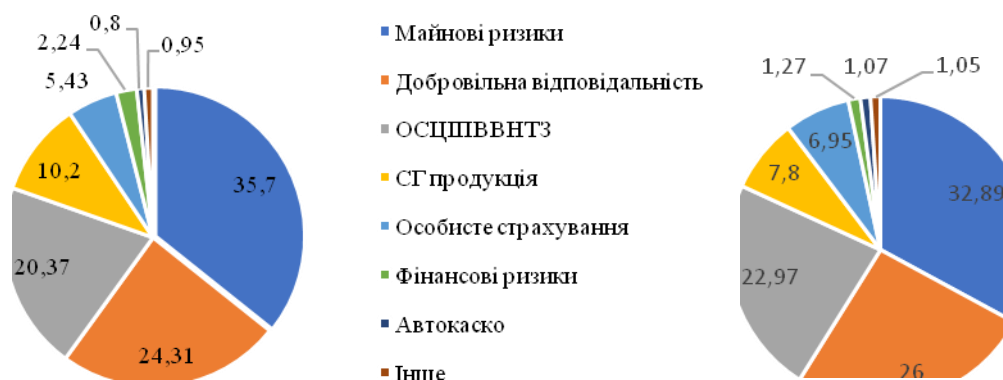 0,8
2,24
0,95
5,43
10,2
35,7
20,37
24,31
Майнові ризики
Добровільна відповідальність
ОСЦПВВНТЗ
СГ продукція
Особисте страхування
Фінансові ризики
Автокаско
Інше
1,27
1,07
1,05
6,95
7,8
32,89
22,97
26